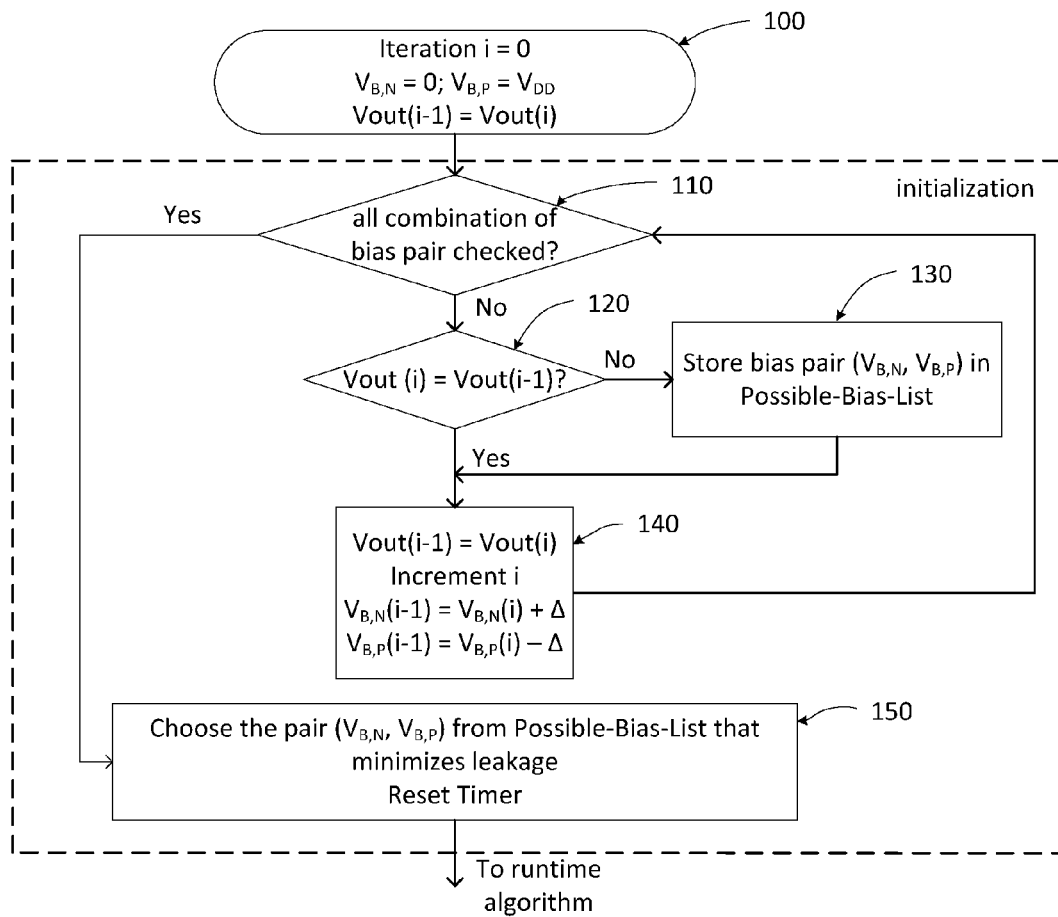 100
Iteration i = 0
V_B,N = 0; V_B,P = V_DD
Vout(i-1) = Vout(i)
initialization
110
Yes
all combination of
bias pair checked?
No
120
130
Vout (i) = Vout(i-1)?
No
Store bias pair (V_B,N, V_B,P) in
Possible-Bias-List
Yes
140
Vout(i-1) = Vout(i)
Increment i
V_B,N(i-1) = V_B,N(i) + Δ
V_B,P(i-1) = V_B,P(i) – Δ
150
Choose the pair (V_B,N, V_B,P) from Possible-Bias-List that
minimizes leakage
Reset Timer
To runtime
algorithm